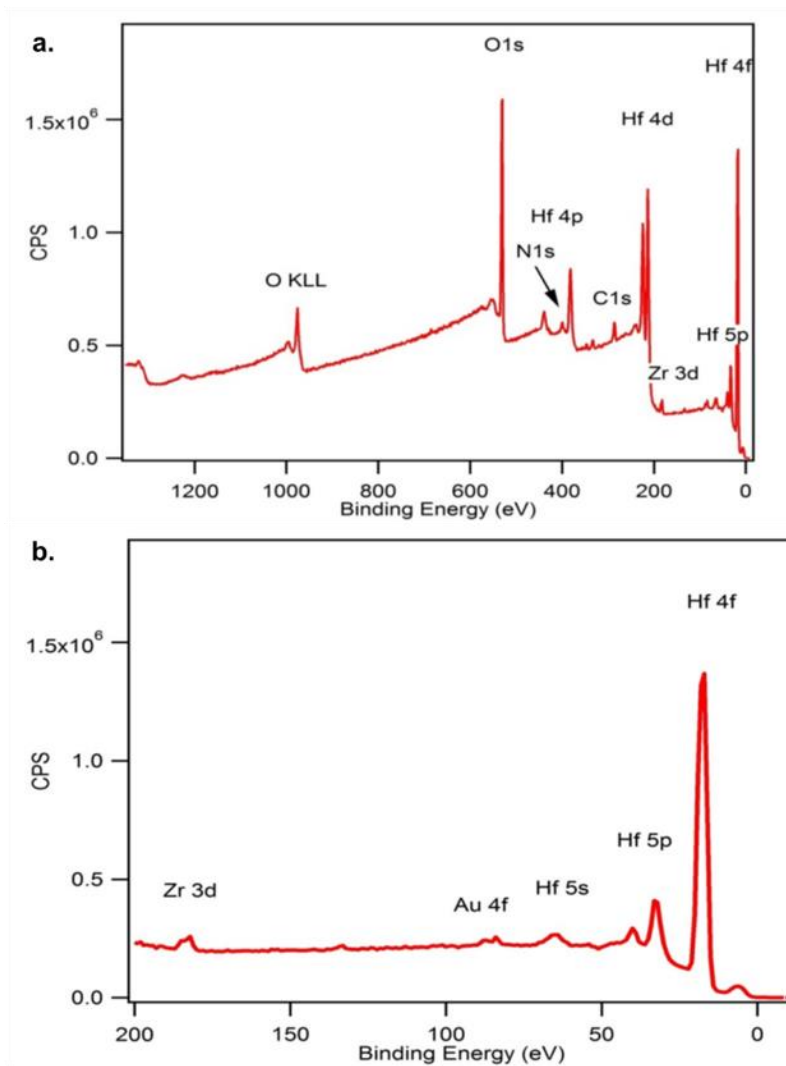 a.
O1s
Hf 4f
1.5x10⁶
Hf 4d
1.0
Hf 4p
N1s
CPS
O KLL
C1s
0.5
Hf 5p
Zr 3d
0.0
1200 1000 800 600 400 200 0
Binding Energy (eV)
b.
Hf 4f
1.5x10⁶
1.0
CPS
Hf 5p
0.5
Zr 3d
Au 4f
Hf 5s
0.0
200 150 100 50 0
Binding Energy (eV)